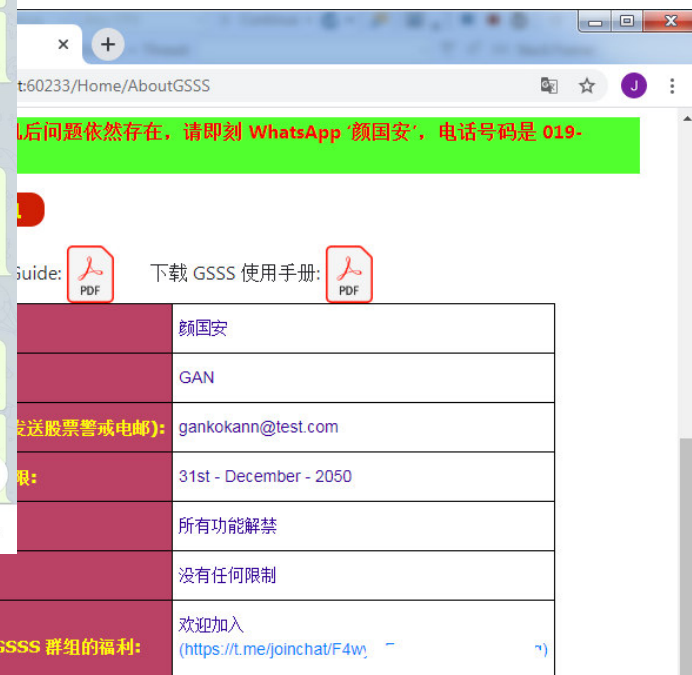 t:60233/Home/AboutGSSS
J
后问题依然存在，请即刻 WhatsApp ‘颜国安’，电话号码是 019-
Guide:
PDF
下载 GSSS 使用手册:
PDF
颜国安
GAN
发送股票警戒电邮):
gankokann@test.com
限:
31st - December - 2050
所有功能解禁
没有任何限制
GSSS 群组的福利:
欢迎加入
(https://t.me/joinchat/F4w
)